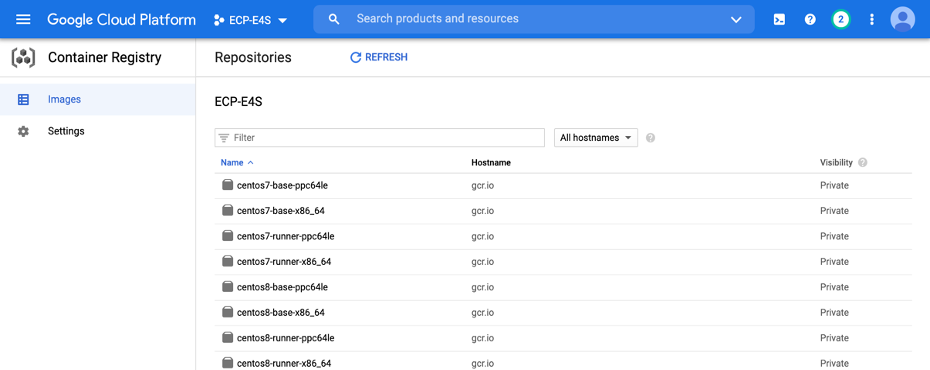 Google Cloud Platform ECP-E4S Search products and resources 2
Container Registry Repositories REFRESH
Images
Settings
ECP-E4S
Filter All hostnames
Name Hostname Visibility
centos7-base-ppc64le gcr.io Private
centos7-base-x86_64 gcr.io Private
centos7-runner-ppc64le gcr.io Private
centos7-runner-x86_64 gcr.io Private
centos8-base-ppc64le gcr.io Private
centos8-base-x86_64 gcr.io Private
centos8-runner-ppc64le gcr.io Private
centos8-runner-x86_64 gcr.io Private